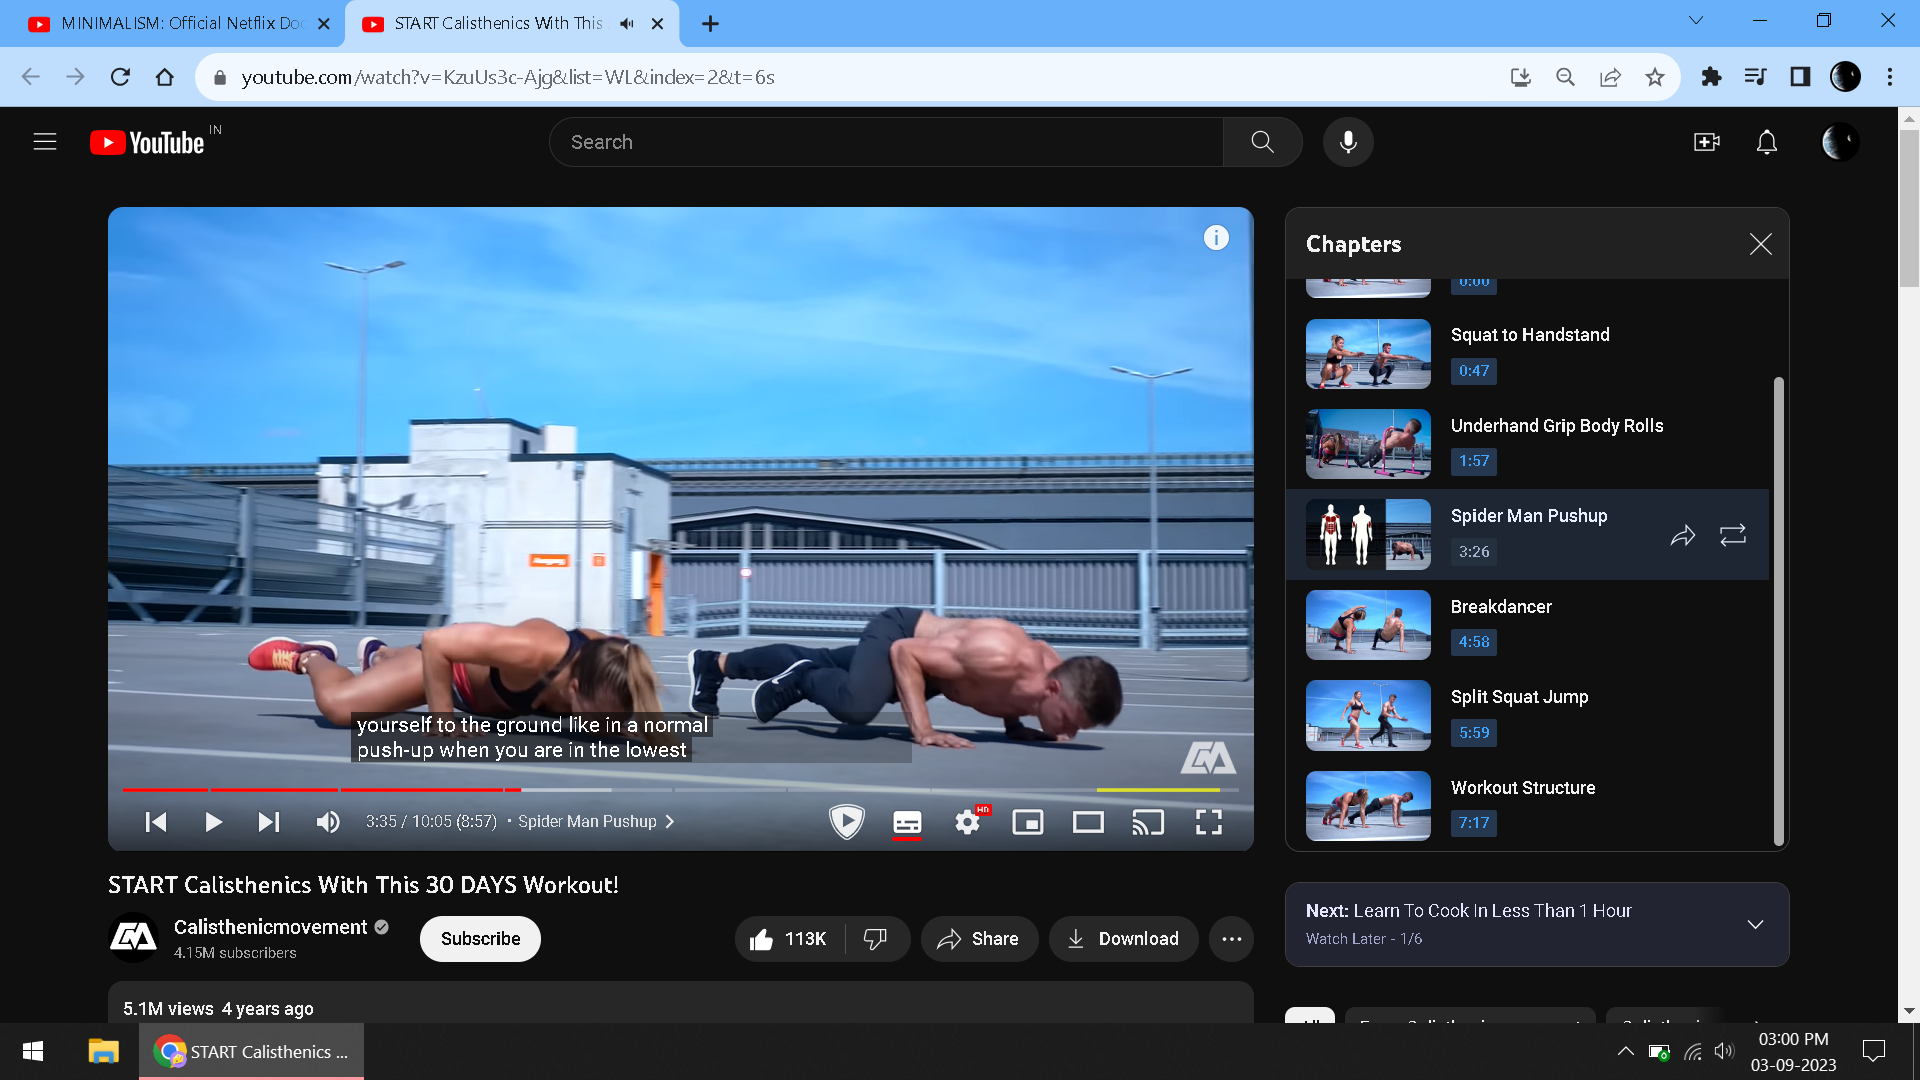 MINIMALISM: Official Netflix Do
START Calisthenics With This
youtube.com/watch?v=KzuUs3c-Ajg&list=WL&index=2&t=6s
YouTube IN
Search
Chapters
0:00
Squat to Handstand
0:47
Underhand Grip Body Rolls
1:57
Spider Man Pushup
3:26
Breakdancer
4:58
Split Squat Jump
5:59
Workout Structure
7:17
yourself to the ground like in a normal
push-up when you are in the lowest
3:35 / 10:05 (8:57) • Spider Man Pushup
HD
START Calisthenics With This 30 DAYS Workout!
Calisthenicmovement
4.15M subscribers
Subscribe
113K
Share
Download
5.1M views 4 years ago
Next: Learn To Cook In Less Than 1 Hour
Watch Later - 1/6
START Calisthenics ...
03:00 PM
03-09-2023